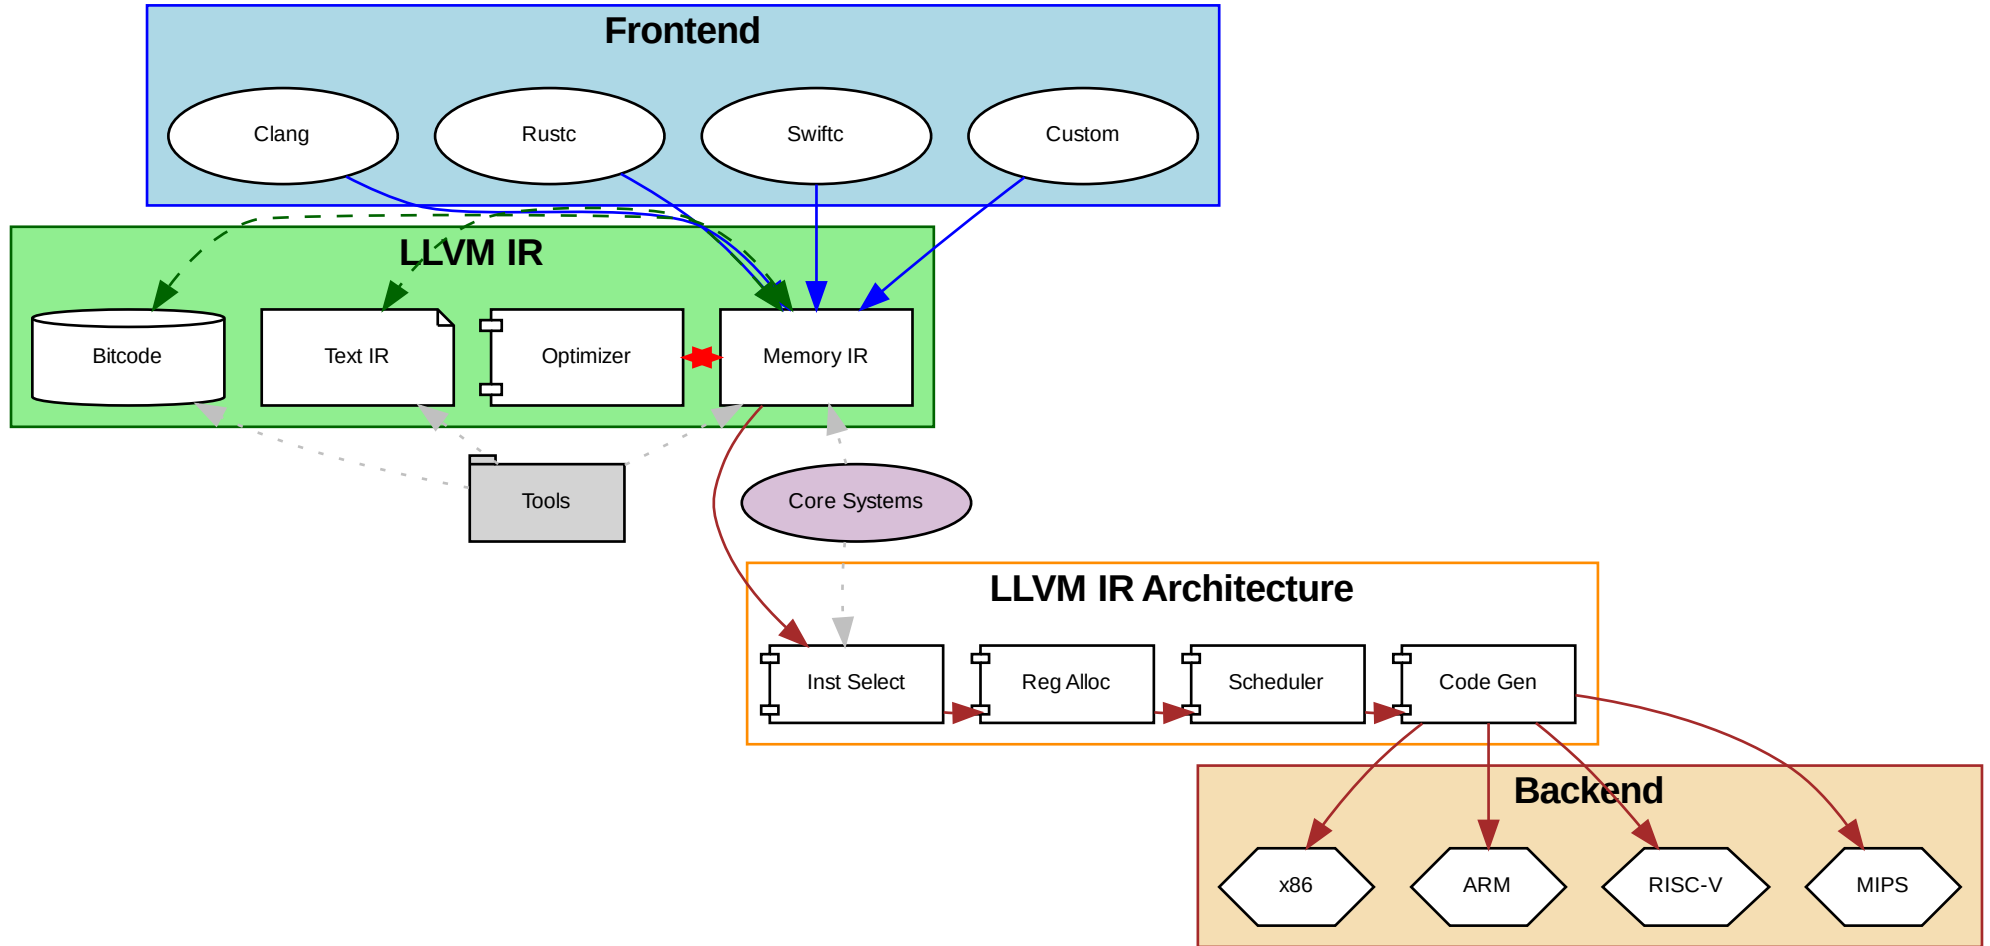 Frontend
Clang
Rustc
Swiftc
Custom
LLVM IR
Bitcode
Text IR
Optimizer
Memory IR
Tools
Core Systems
LLVM IR Architecture
Inst Select
Reg Alloc
Scheduler
Code Gen
Backend
x86
ARM
RISC-V
MIPS